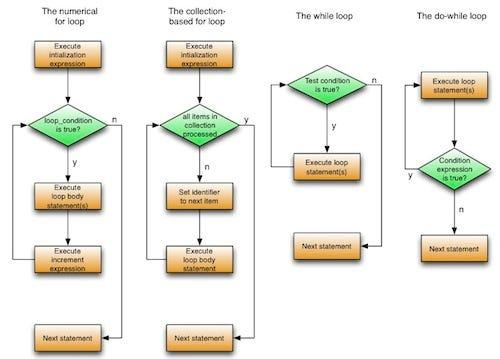 The numerical
for loop
Execute
intialization
expression
loop_condition
is true?
n
y
Execute
loop body
statement(s)
Execute
increment
expression
Next statement
The collection-
based for loop
Execute
intialization
expression
all items in
collection
processed
y
n
Set identifier
to next item
Execute
loop body
statement
Next statement
The while loop
Test condition
is true?
n
y
Execute loop
statement(s)
Next statement
The do-while loop
Execute loop
statement(s)
Condition
expression
is true?
y
n
Next statement